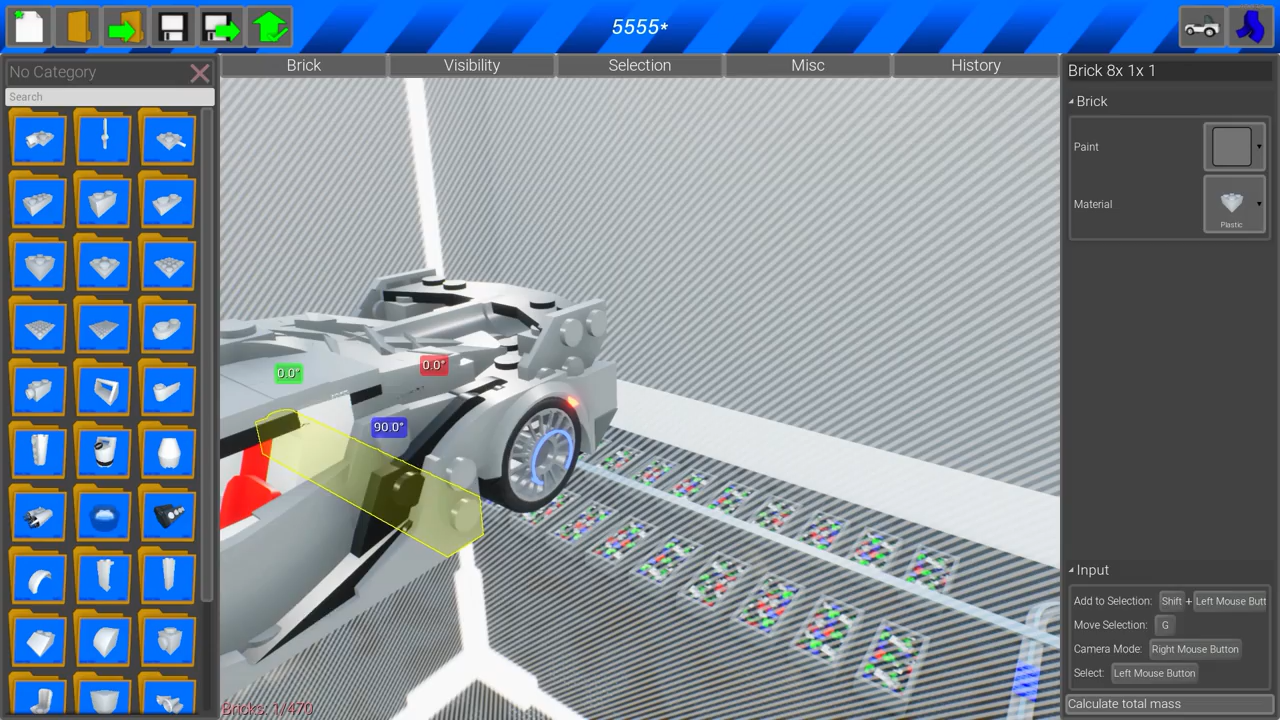 5555*
No Category
Search
Brick
Visibility
Selection
Misc
History
Brick 8x 1x 1
Brick
Paint
Material
Plastic
0.0°
0.0°
90.0°
Input
Add to Selection: Shift + Left Mouse Butt
Move Selection: G
Camera Mode: Right Mouse Button
Select: Left Mouse Button
Calculate total mass
Bricks: 1/470